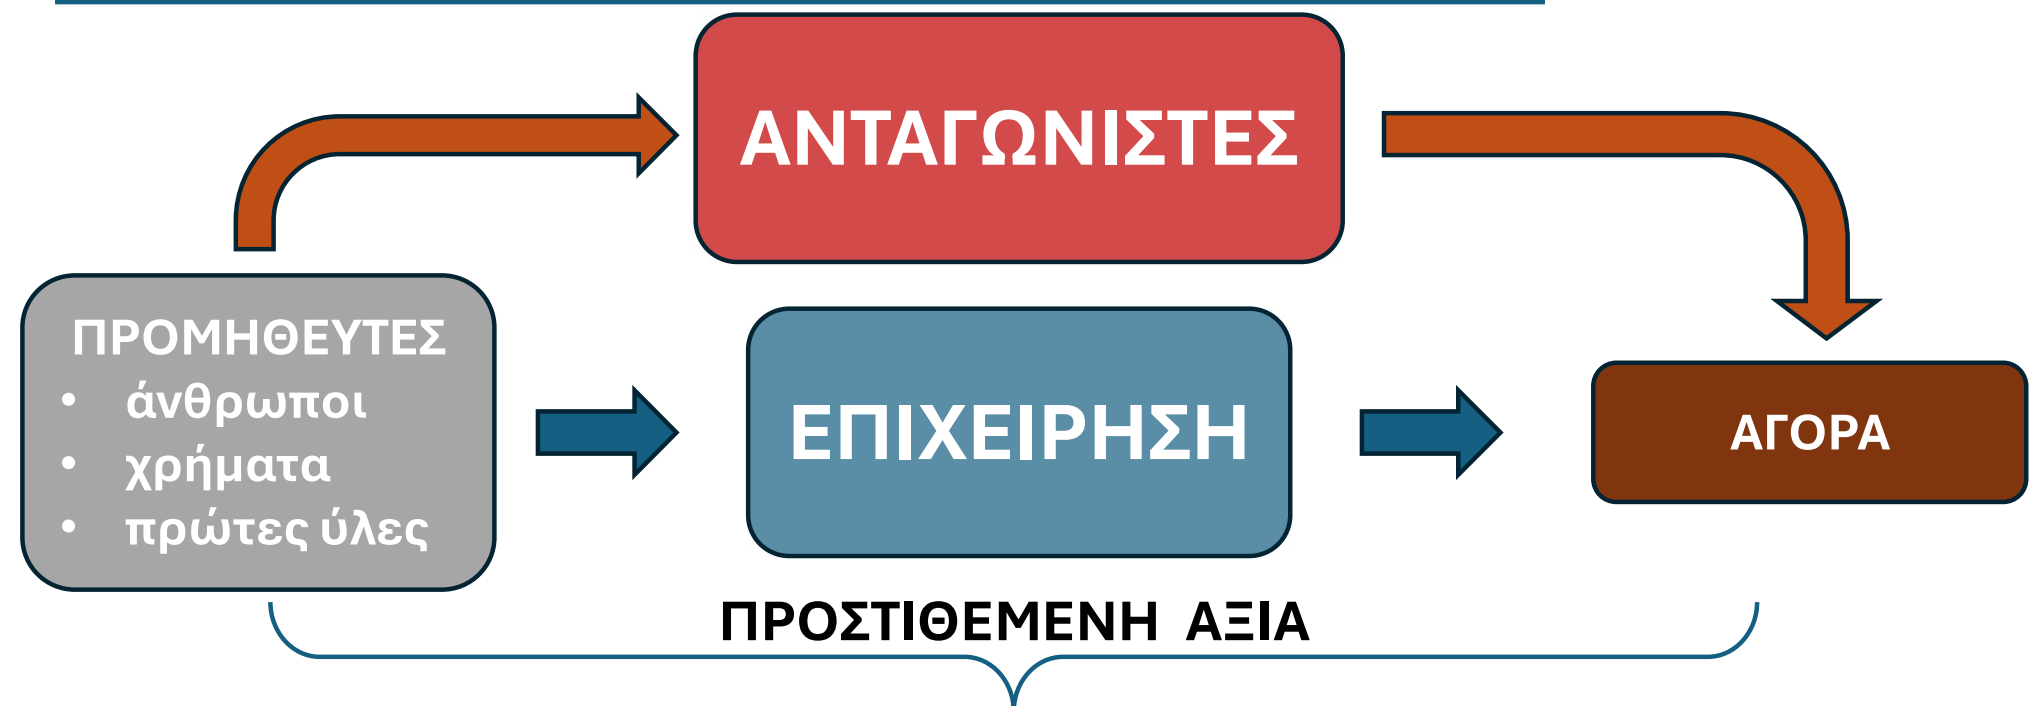 ΑΝΤΑΓΩΝΙΣΤΕΣ
ΠΡΟΜΗΘΕΥΤΕΣ
• άνθρωποι
• χρήματα
• πρώτες ύλες
ΕΠΙΧΕΙΡΗΣΗ
ΑΓΟΡΑ
ΠΡΟΣΤΙΘΕΜΕΝΗ ΑΞΙΑ